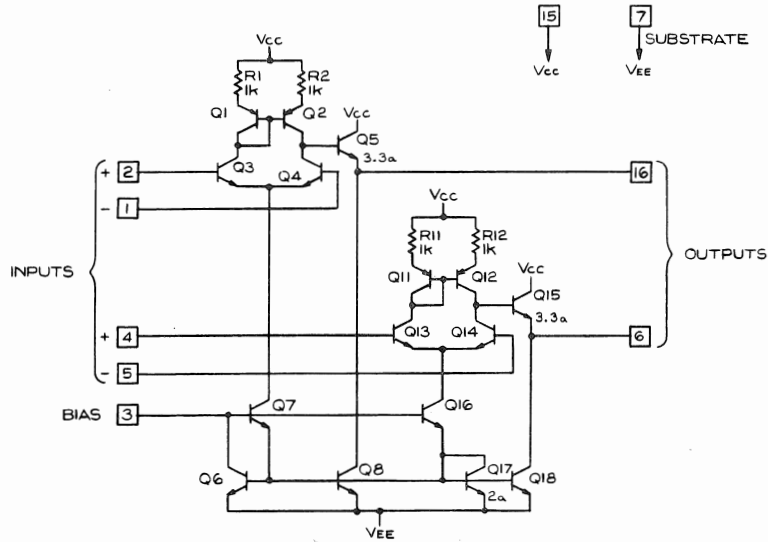 15 7
SUBSTRATE
VCC VEE
VCC
R1 R2
1k 1k
Q1 Q2
VCC
Q5
3.3a
Q3 Q4
+ 2
16
- 1
VCC
R11 R12
1k 1k
INPUTS
OUTPUTS
Q11 Q12
VCC
Q15
3.3a
+ 4
Q13 Q14
6
- 5
BIAS 3
Q7 Q16
Q6 Q8 Q17 Q18
2a
VEE